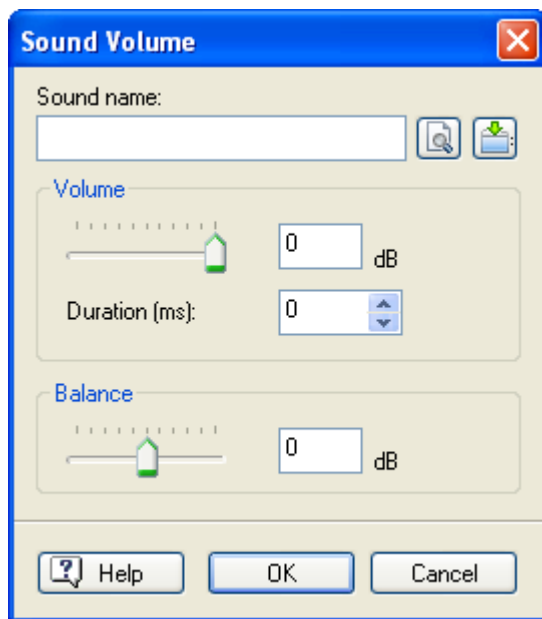 Sound Volume
Sound name:
Volume
0 dB
Duration (ms): 0
Balance
0 dB
Help OK Cancel